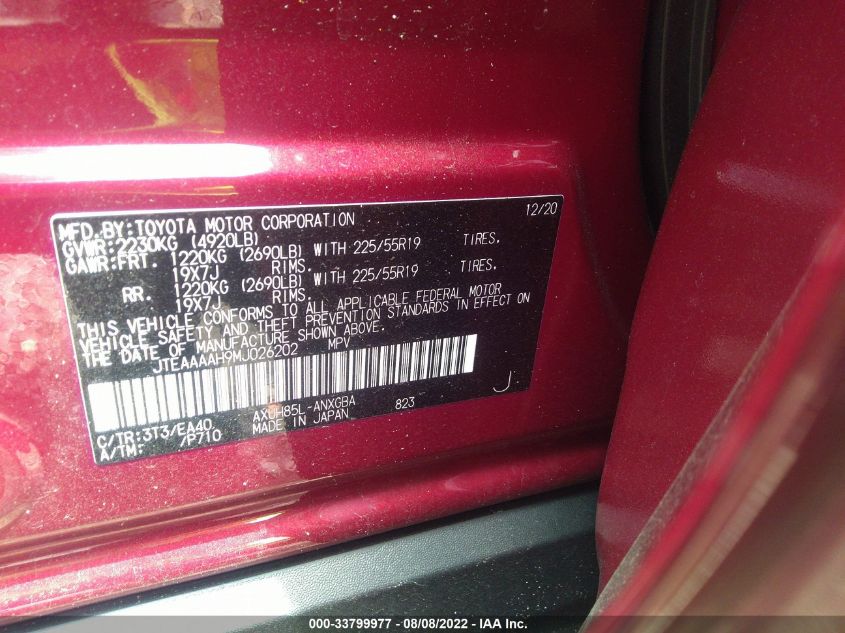 MFD.BY:TOYOTA MOTOR CORPORATION 12/20
GVWR:2230KG (4920LB)
GAWR:FRT. 1220KG (2690LB) WITH 225/55R19 TIRES.
19X7J RIMS.
RR. 1220KG (2690LB) WITH 225/55R19 TIRES.
19X7J RIMS.
THIS VEHICLE CONFORMS TO ALL APPLICABLE FEDERAL MOTOR
VEHICLE SAFETY AND THEFT PREVENTION STANDARDS IN EFFECT ON
THE DATE OF MANUFACTURE SHOWN ABOVE.
JTEAAAAH9MJ026202 MPV
J
C/TR:3T3/EA40 AXUH85L-ANXGBA 823
A/TM: /P710 MADE IN JAPAN
000-33799977 - 08/08/2022 - IAA Inc.